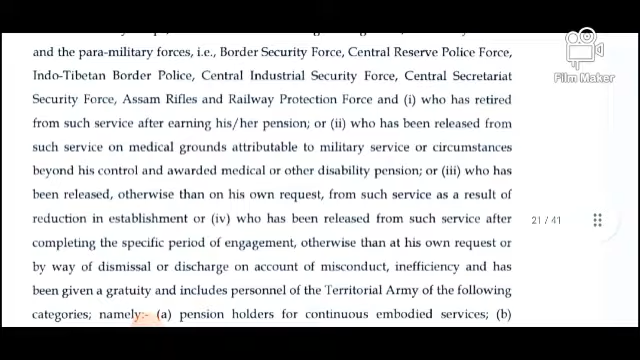 and the para-military forces, i.e., Border Security Force, Central Reserve Police Force,
Indo-Tibetan Border Police, Central Industrial Security Force, Central Secretariat
Security Force, Assam Rifles and Railway Protection Force and (i) who has retired
from such service after earning his/her pension; or (ii) who has been released from
such service on medical grounds attributable to military service or circumstances
beyond his control and awarded medical or other disability pension; or (iii) who has
been released, otherwise than on his own request, from such service as a result of
reduction in establishment or (iv) who has been released from such service after
completing the specific period of engagement, otherwise than at his own request or
by way of dismissal or discharge on account of misconduct, inefficiency and has
been given a gratuity and includes personnel of the Territorial Army of the following
categories; namely:- (a) pension holders for continuous embodied services; (b)
21 / 41
Film Maker